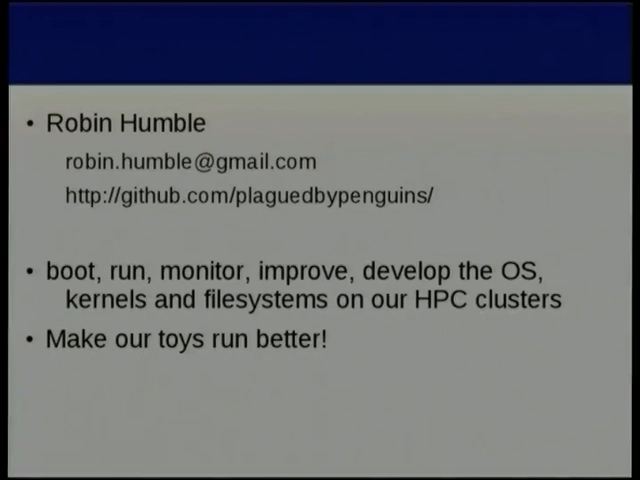 • Robin Humble
robin.humble@gmail.com
http://github.com/plaguedbypenguins/
• boot, run, monitor, improve, develop the OS,
kernels and filesystems on our HPC clusters
• Make our toys run better!